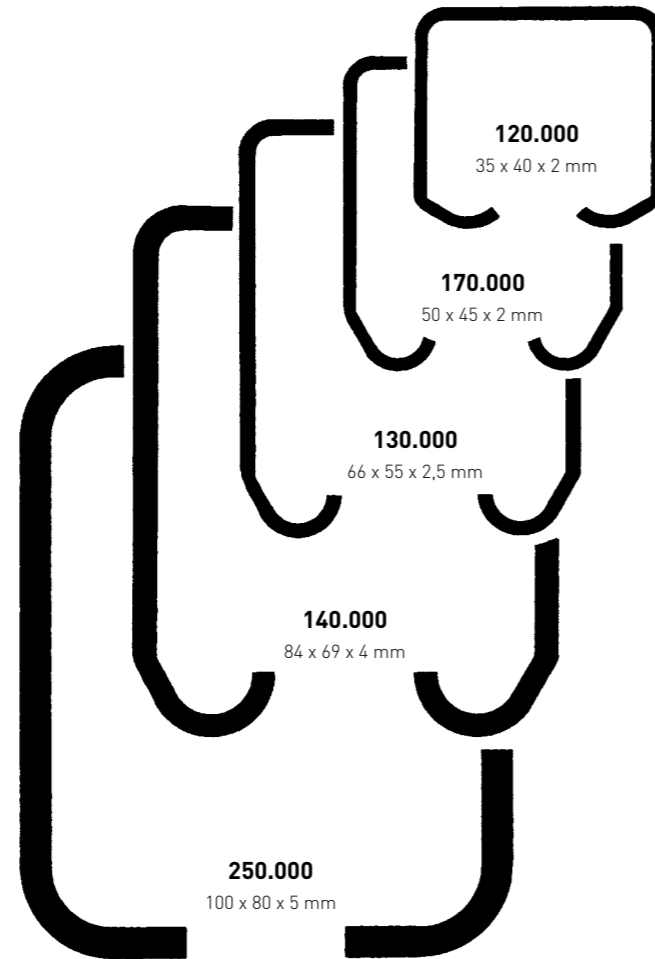 120.000
35 x 40 x 2 mm
170.000
50 x 45 x 2 mm
130.000
66 x 55 x 2,5 mm
140.000
84 x 69 x 4 mm
250.000
100 x 80 x 5 mm